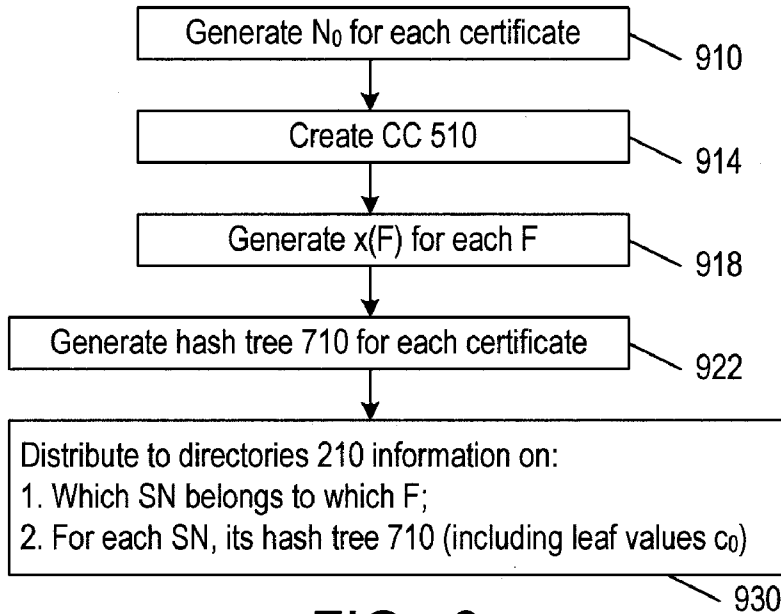 Generate N₀ for each certificate
910
Create CC 510
914
Generate x(F) for each F
918
Generate hash tree 710 for each certificate
922
Distribute to directories 210 information on:
1. Which SN belongs to which F;
2. For each SN, its hash tree 710 (including leaf values c₀)
930